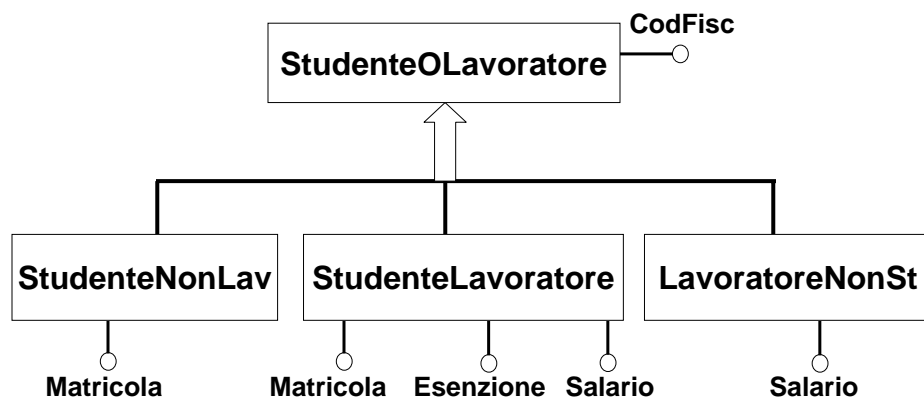 CodFisc
StudenteOLavoratore
StudenteNonLav
StudenteLavoratore
LavoratoreNonSt
Matricola
Matricola
Esenzione
Salario
Salario